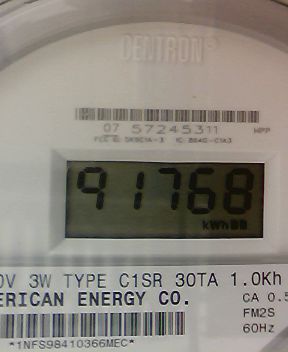 CENTRON®
07 57245311
91768
kWh
0V 3W TYPE C1SR 30TA 1.0Kh
ERICAN ENERGY CO. CA 0.5
FM2S
60Hz
*1NFS98410366MEC*